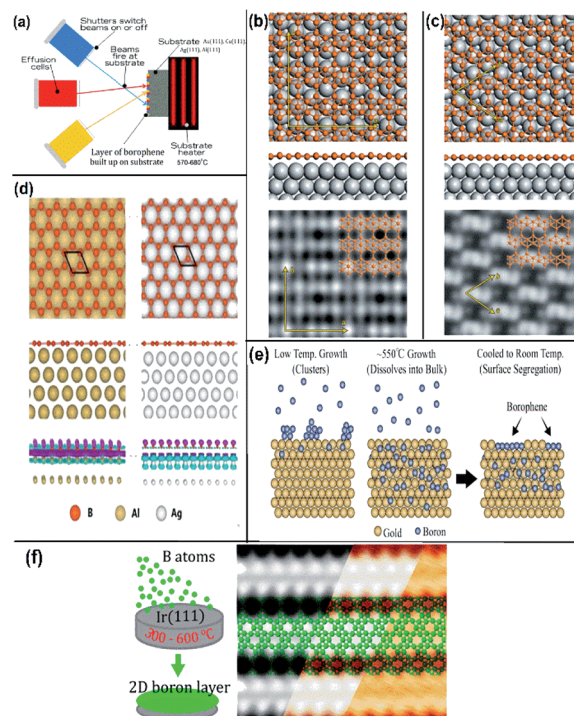 (a)
Shutters switch
beams on or off
Substrate Au(111), Cu(111),
Ag(111), Al(111)
Effusion
cells
Beams
fire at
substrate
Layer of borophene
built up on substrate
Substrate
heater
570-680°C
(b)
(c)
b
a
(d)
B Al Ag
(e)
Low Temp. Growth
(Clusters)
~550°C Growth
(Dissolves into Bulk)
Cooled to Room Temp.
(Surface Segregation)
Borophene
Gold Boron
(f)
B atoms
Ir(111)
300 - 600 °C
2D boron layer